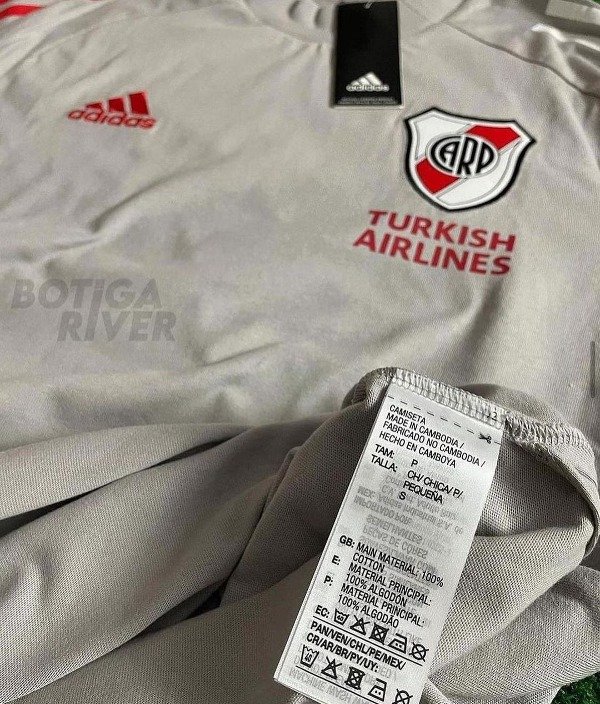 adidas
adidas
CARP
TURKISH
AIRLINES
BOTIGA
RIVER
CAMISETA
MADE IN CAMBODIA /
FABRICADO NO CAMBODIA /
HECHO EN CAMBOYA
TAM: P
TALLA: CH/ CHICA/ P/
PEQUEÑA
S
GB: MAIN MATERIAL: 100%
COTTON
E: MATERIAL PRINCIPAL:
100% ALGODÓN
P: MATERIAL PRINCIPAL:
100% ALGODÃO
EC:
PAN/VEN/CHL/PE/MEX/
CR/AR/BR/PY/UY: